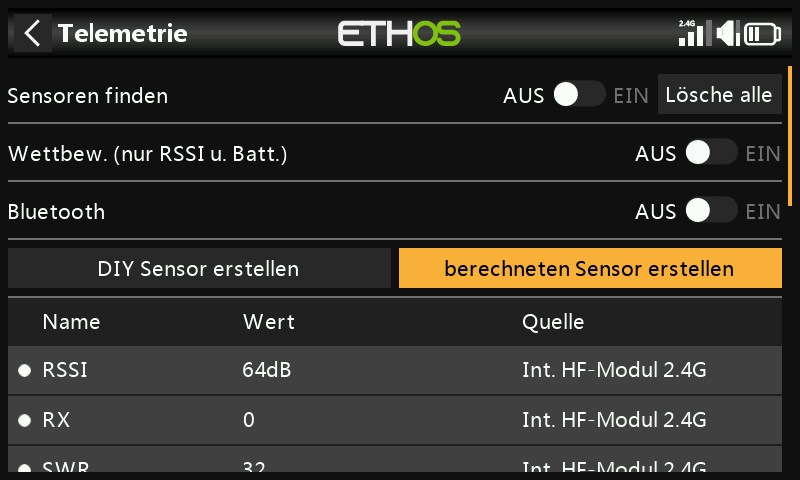 Telemetrie ETHOS 2.4G
Sensoren finden AUS EIN Lösche alle
Wettbew. (nur RSSI u. Batt.) AUS EIN
Bluetooth AUS EIN
DIY Sensor erstellen berechneten Sensor erstellen
Name Wert Quelle
RSSI 64dB Int. HF-Modul 2.4G
RX 0 Int. HF-Modul 2.4G
SWR 32 Int. HF-Modul 2.4G